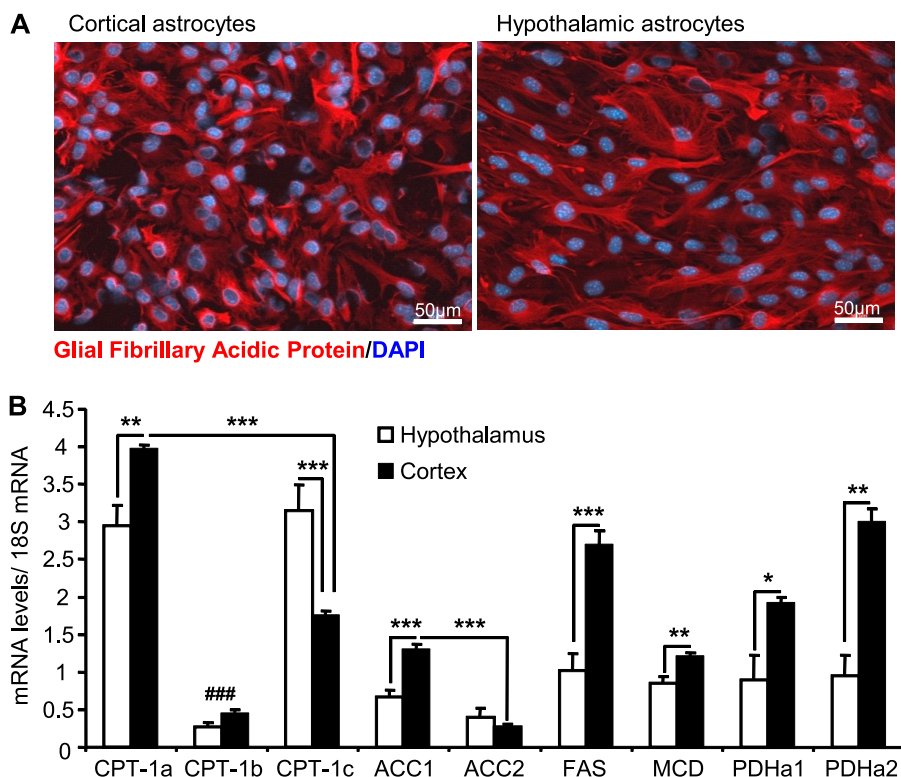 A
Cortical astrocytes
Hypothalamic astrocytes
50µm
50µm
Glial Fibrillary Acidic Protein/DAPI
B
mRNA levels/ 18S mRNA
4.5
4
3.5
3
2.5
2
1.5
1
0.5
0
Hypothalamus
Cortex
**
***
***
###
***
***
***
**
*
**
CPT-1a CPT-1b CPT-1c ACC1 ACC2 FAS MCD PDHa1 PDHa2